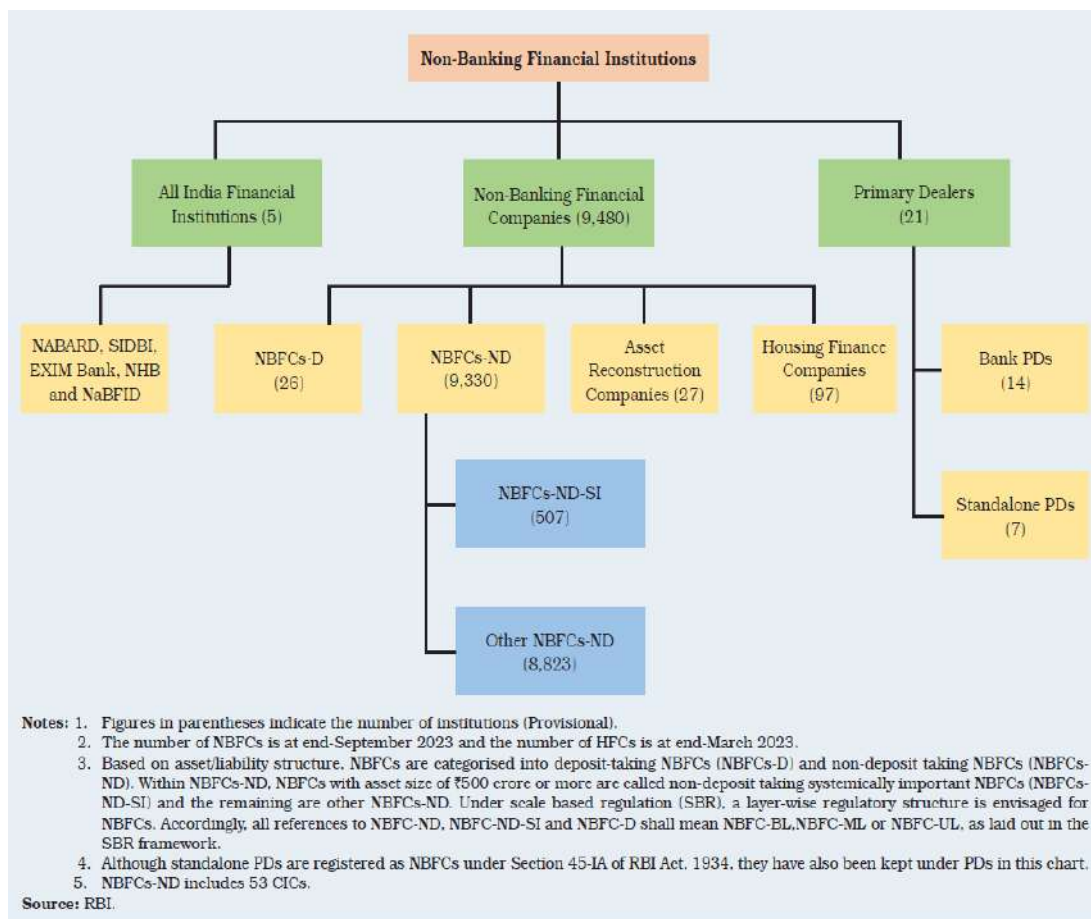 Non-Banking Financial Institutions
All India Financial
Institutions (5)
Non-Banking Financial
Companies (9,480)
Primary Dealers
(21)
NABARD, SIDBI,
EXIM Bank, NHB
and NaBFID
NBFCs-D
(26)
NBFCs-ND
(9,330)
Asset
Reconstruction
Companies (27)
Housing Finance
Companies
(97)
Bank PDs
(14)
NBFCs-ND-SI
(507)
Standalone PDs
(7)
Other NBFCs-ND
(8,823)
Notes: 1. Figures in parentheses indicate the number of institutions (Provisional).
2. The number of NBFCs is at end-September 2023 and the number of HFCs is at end-March 2023.
3. Based on asset/liability structure, NBFCs are categorised into deposit-taking NBFCs (NBFCs-D) and non-deposit taking NBFCs (NBFCs-
ND). Within NBFCs-ND, NBFCs with asset size of ₹500 crore or more are called non-deposit taking systemically important NBFCs (NBFCs-
ND-SI) and the remaining are other NBFCs-ND. Under scale based regulation (SBR), a layer-wise regulatory structure is envisaged for
NBFCs. Accordingly, all references to NBFC-ND, NBFC-ND-SI and NBFC-D shall mean NBFC-BL,NBFC-ML or NBFC-UL, as laid out in the
SBR framework.
4. Although standalone PDs are registered as NBFCs under Section 45-IA of RBI Act, 1934, they have also been kept under PDs in this chart.
5. NBFCs-ND includes 53 CICs.
Source: RBI.